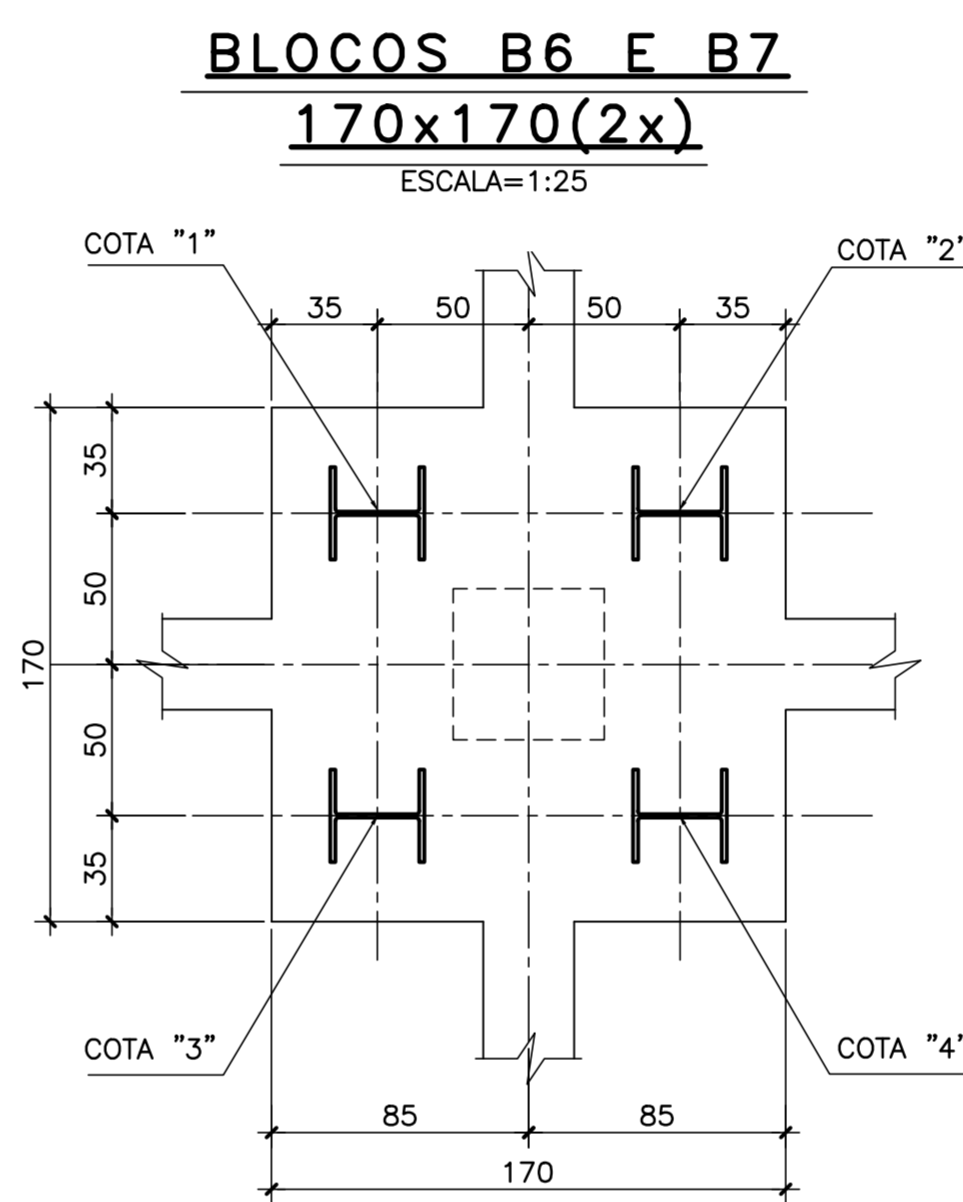 BLOCOS B6 E B7
170x170(2x)
ESCALA=1:25
COTA "1"
COTA "2"
35 50 50 35
35
50
170
50
35
COTA "3"
COTA "4"
85 85
170